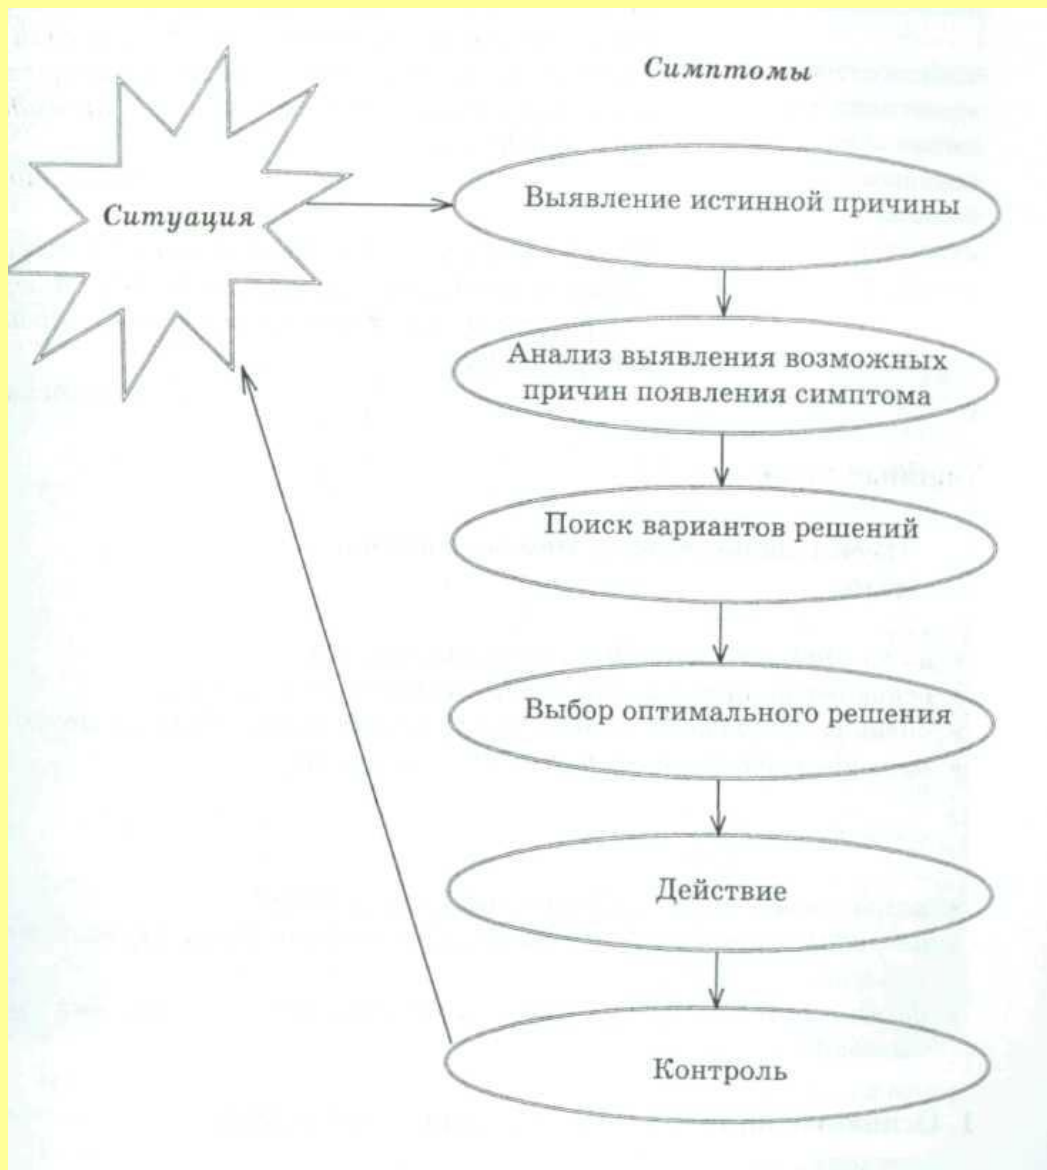 Симптомы
Ситуация
Выявление истинной причины
Анализ выявления возможных
причин появления симптома
Поиск вариантов решений
Выбор оптимального решения
Действие
Контроль